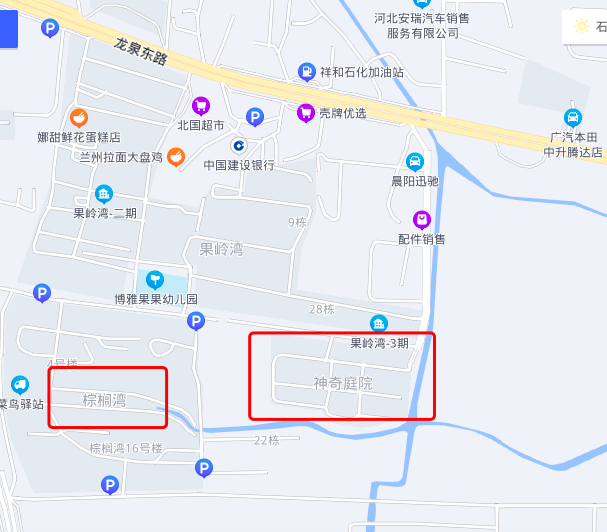 河北安瑞汽车销售
服务有限公司
石
P
龙泉东路
祥和石化加油站
北国超市
P
壳牌优选
娜甜鲜花蛋糕店
广汽本田
中升腾达店
兰州拉面大盘鸡
中国建设银行
晨阳迅驰
果岭湾-二期
9栋
配件销售
果岭湾
博雅果果幼儿园
P
28栋
P
果岭湾-3期
4号楼
神奇庭院
棕榈湾
菜鸟驿站
22栋
棕榈湾16号楼
P
P